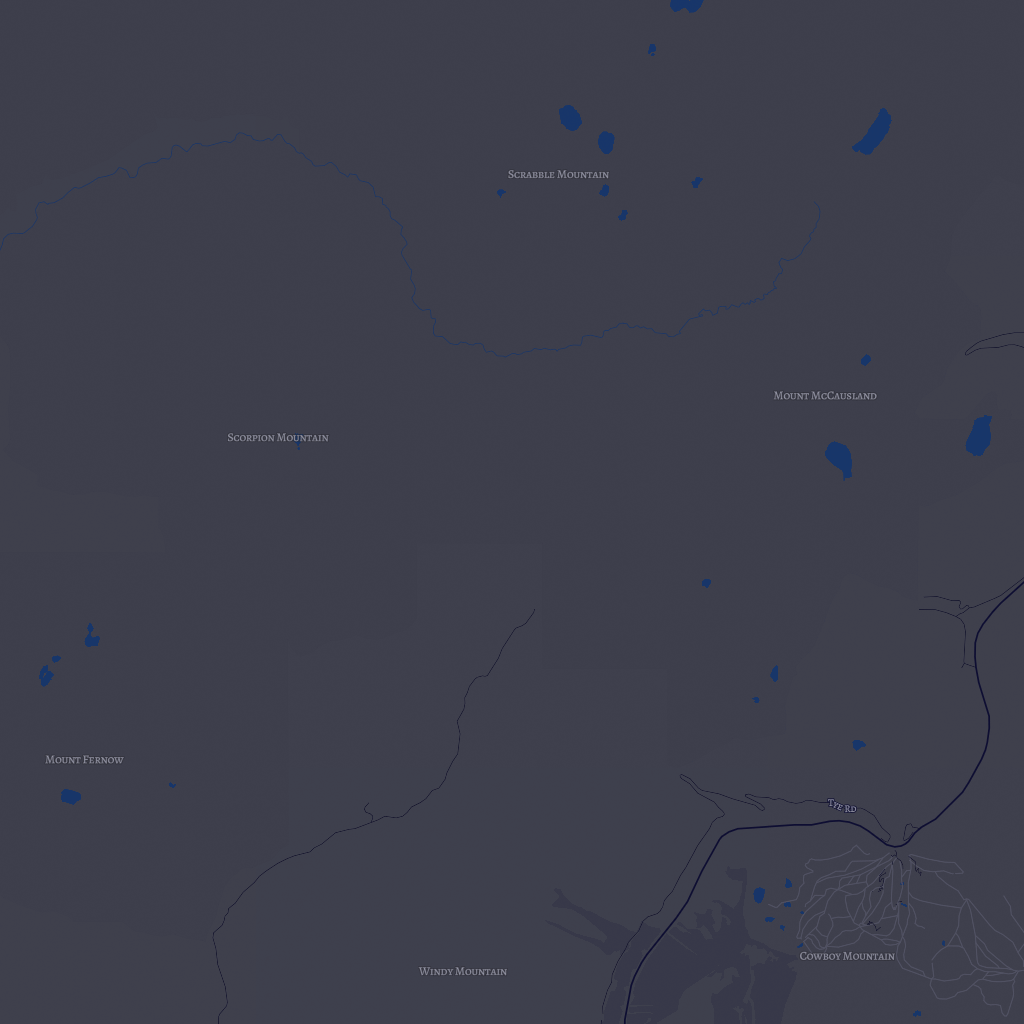 Scrabble Mountain
Mount McCausland
Scorpion Mountain
Mount Fernow
Tye Rd
Cowboy Mountain
Windy Mountain